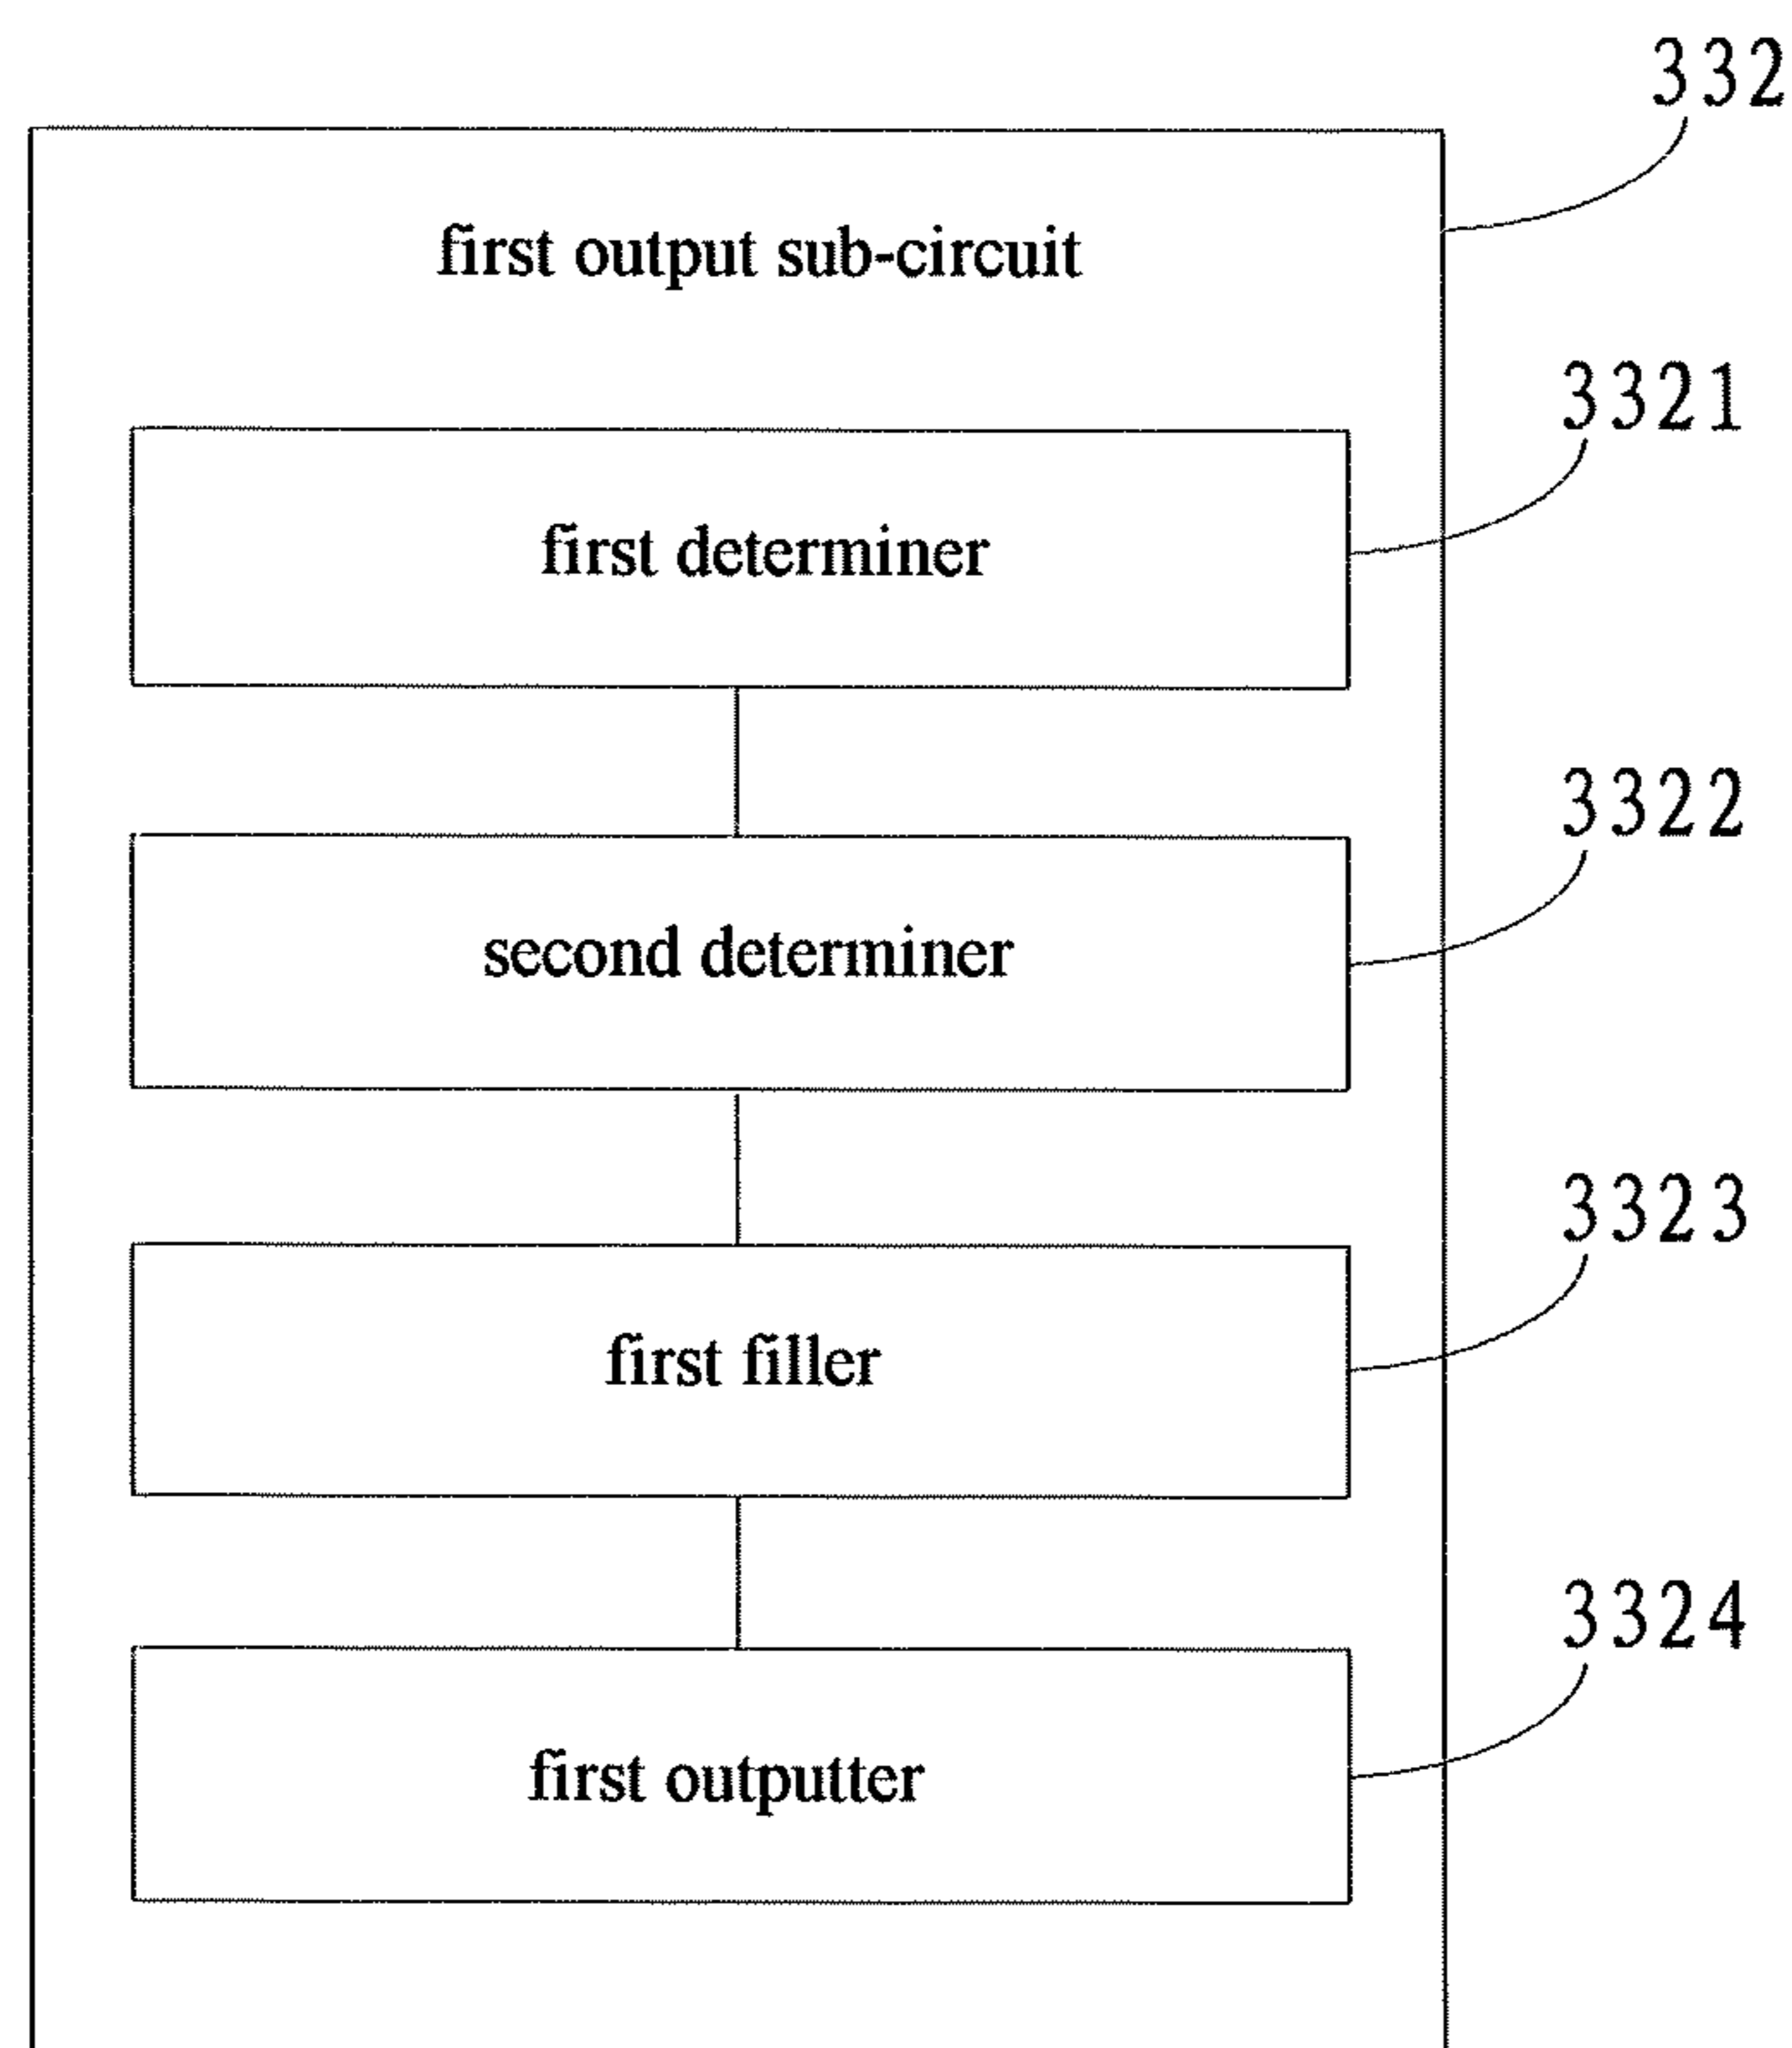 332
first output sub-circuit
3321
first determiner
3322
second determiner
3323
first filler
3324
first outputter